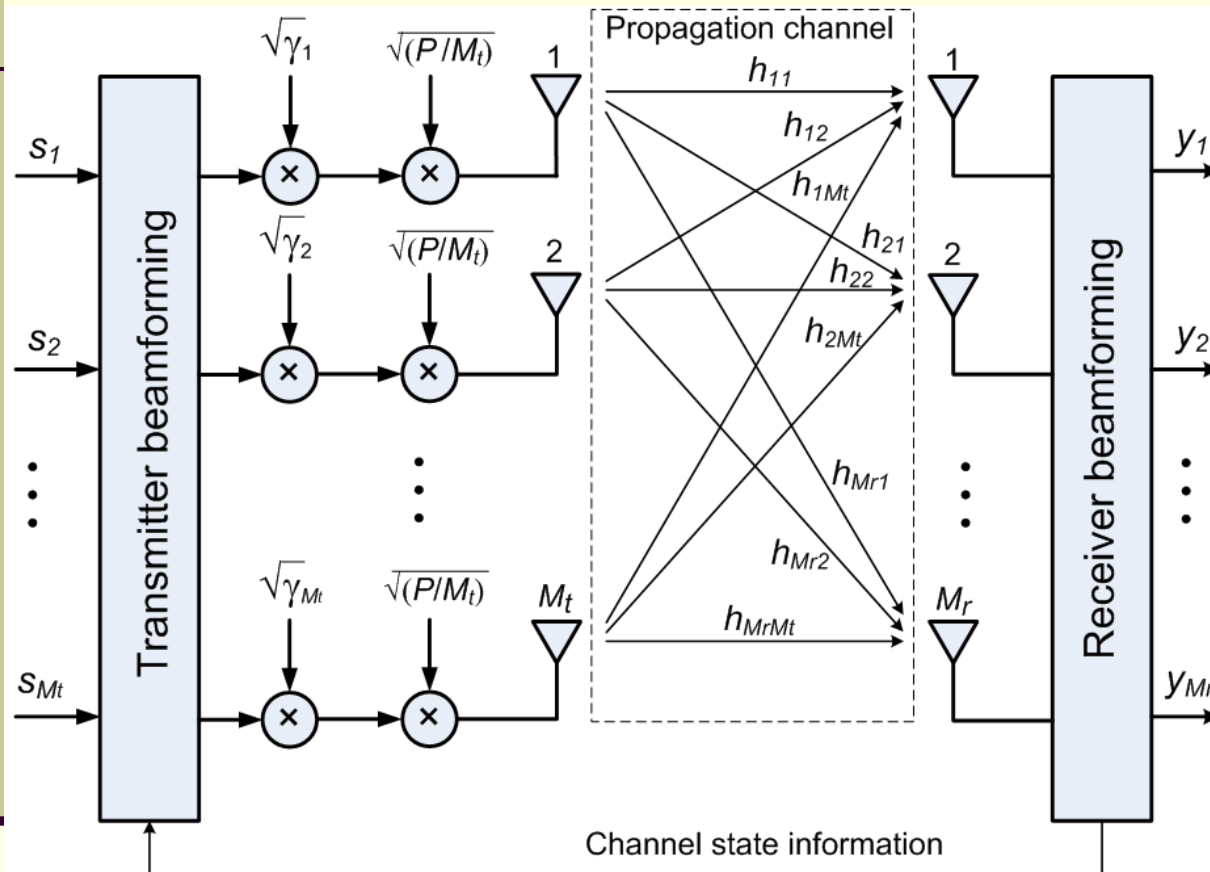 Propagation channel
√γ1
√(P/Mt)
1
h11
1
s1
×
×
h12
y1
h1Mt
√γ2
√(P/Mt)
2
h21
2
h22
s2
×
×
h2Mt
y2
Transmitter beamforming
Receiver beamforming
hMr1
hMr2
√γMt
√(P/Mt)
Mt
Mr
hMrMt
sMt
×
×
yMr
Channel state information